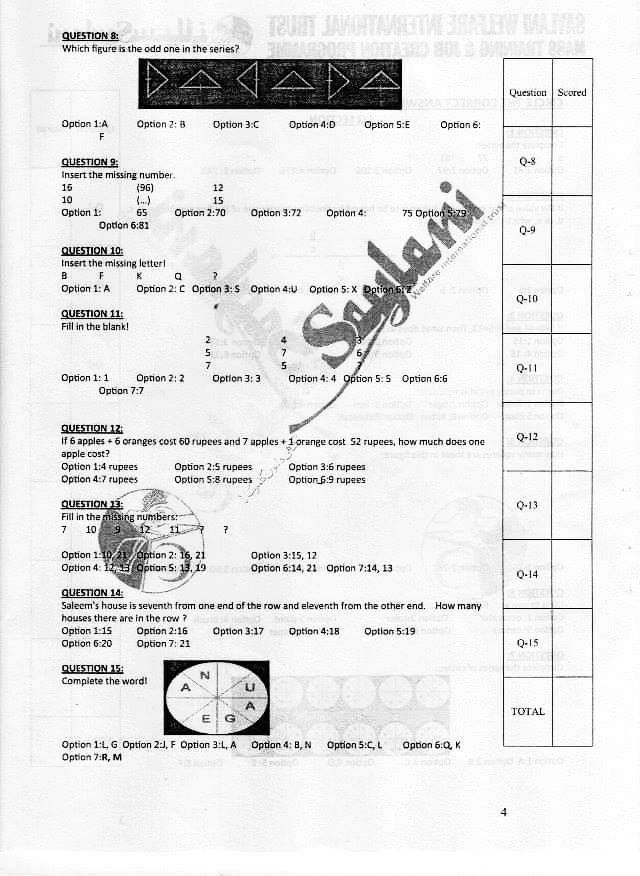 QUESTION 8:
Which figure is the odd one in the series?
Option 1:A Option 2: B Option 3:C Option 4:D Option 5:E Option 6:
F
QUESTION 9:
Insert the missing number.
16 (96) 12
10 (...) 15
Option 1: 65 Option 2:70 Option 3:72 Option 4: 75 Option 5:79
Option 6:81
QUESTION 10:
Insert the missing letter!
B F K Q ?
Option 1: A Option 2: C Option 3: S Option 4:U Option 5: X Option 6: Z
QUESTION 11:
Fill in the blank!
2 4 3
5 7 6
7 5 ?
Option 1: 1 Option 2: 2 Option 3: 3 Option 4: 4 Option 5: 5 Option 6:6
Option 7:7
QUESTION 12:
If 6 apples + 6 oranges cost 60 rupees and 7 apples + 1 orange cost 52 rupees, how much does one
apple cost?
Option 1:4 rupees Option 2:5 rupees Option 3:6 rupees
Option 4:7 rupees Option 5:8 rupees Option 6:9 rupees
QUESTION 13:
Fill in the missing numbers:
7 10 9 12 11 ? ?
Option 1:10, 21 Option 2: 16, 21 Option 3:15, 12
Option 4: 12, 13 Option 5: 13, 19 Option 6:14, 21 Option 7:14, 13
QUESTION 14:
Saleem's house is seventh from one end of the row and eleventh from the other end. How many
houses there are in the row ?
Option 1:15 Option 2:16 Option 3:17 Option 4:18 Option 5:19
Option 6:20 Option 7: 21
QUESTION 15:
Complete the word!
N
A U
A
E G
Option 1:L, G Option 2:J, F Option 3:L, A Option 4: B, N Option 5:C, L Option 6:Q, K
Option 7:R, M
Question Scored
Q-8
Q-9
Q-10
Q-11
Q-12
Q-13
Q-14
Q-15
TOTAL
Saylani
Welfare International trust
4